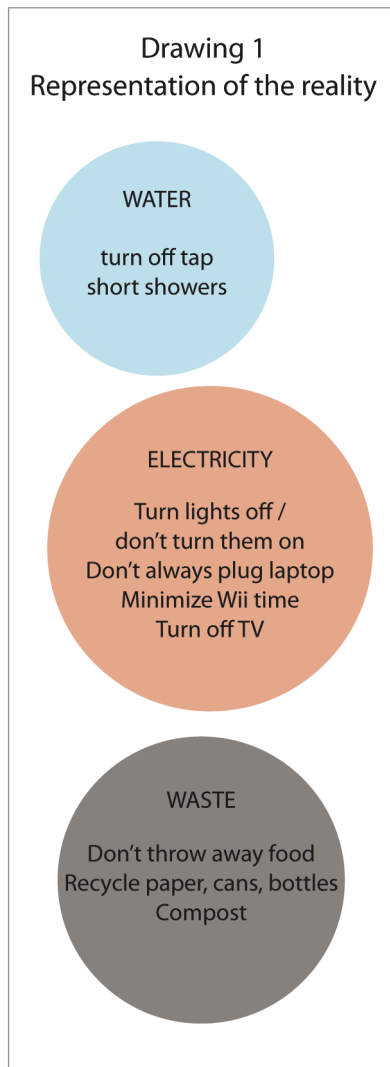 Drawing 1
Representation of the reality
WATER
turn off tap
short showers
ELECTRICITY
Turn lights off /
don't turn them on
Don't always plug laptop
Minimize Wii time
Turn off TV
WASTE
Don't throw away food
Recycle paper, cans, bottles
Compost